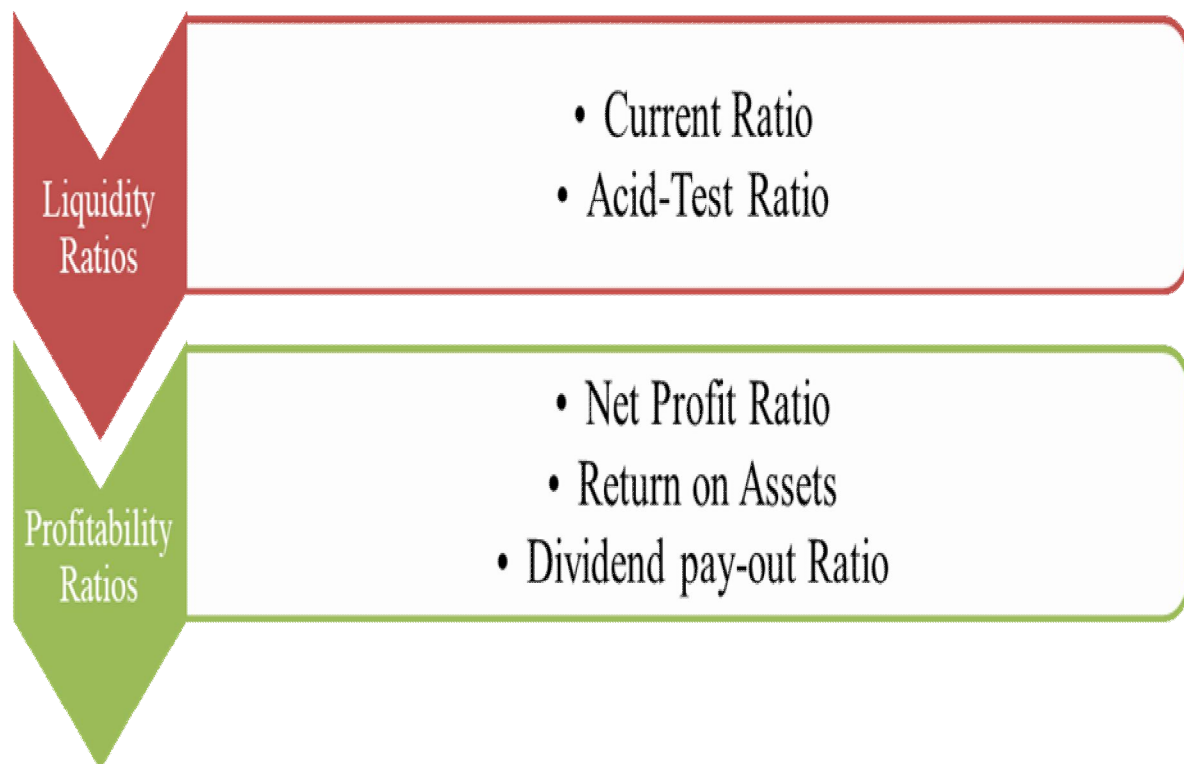 Liquidity
Ratios
• Current Ratio
• Acid-Test Ratio
Profitability
Ratios
• Net Profit Ratio
• Return on Assets
• Dividend pay-out Ratio